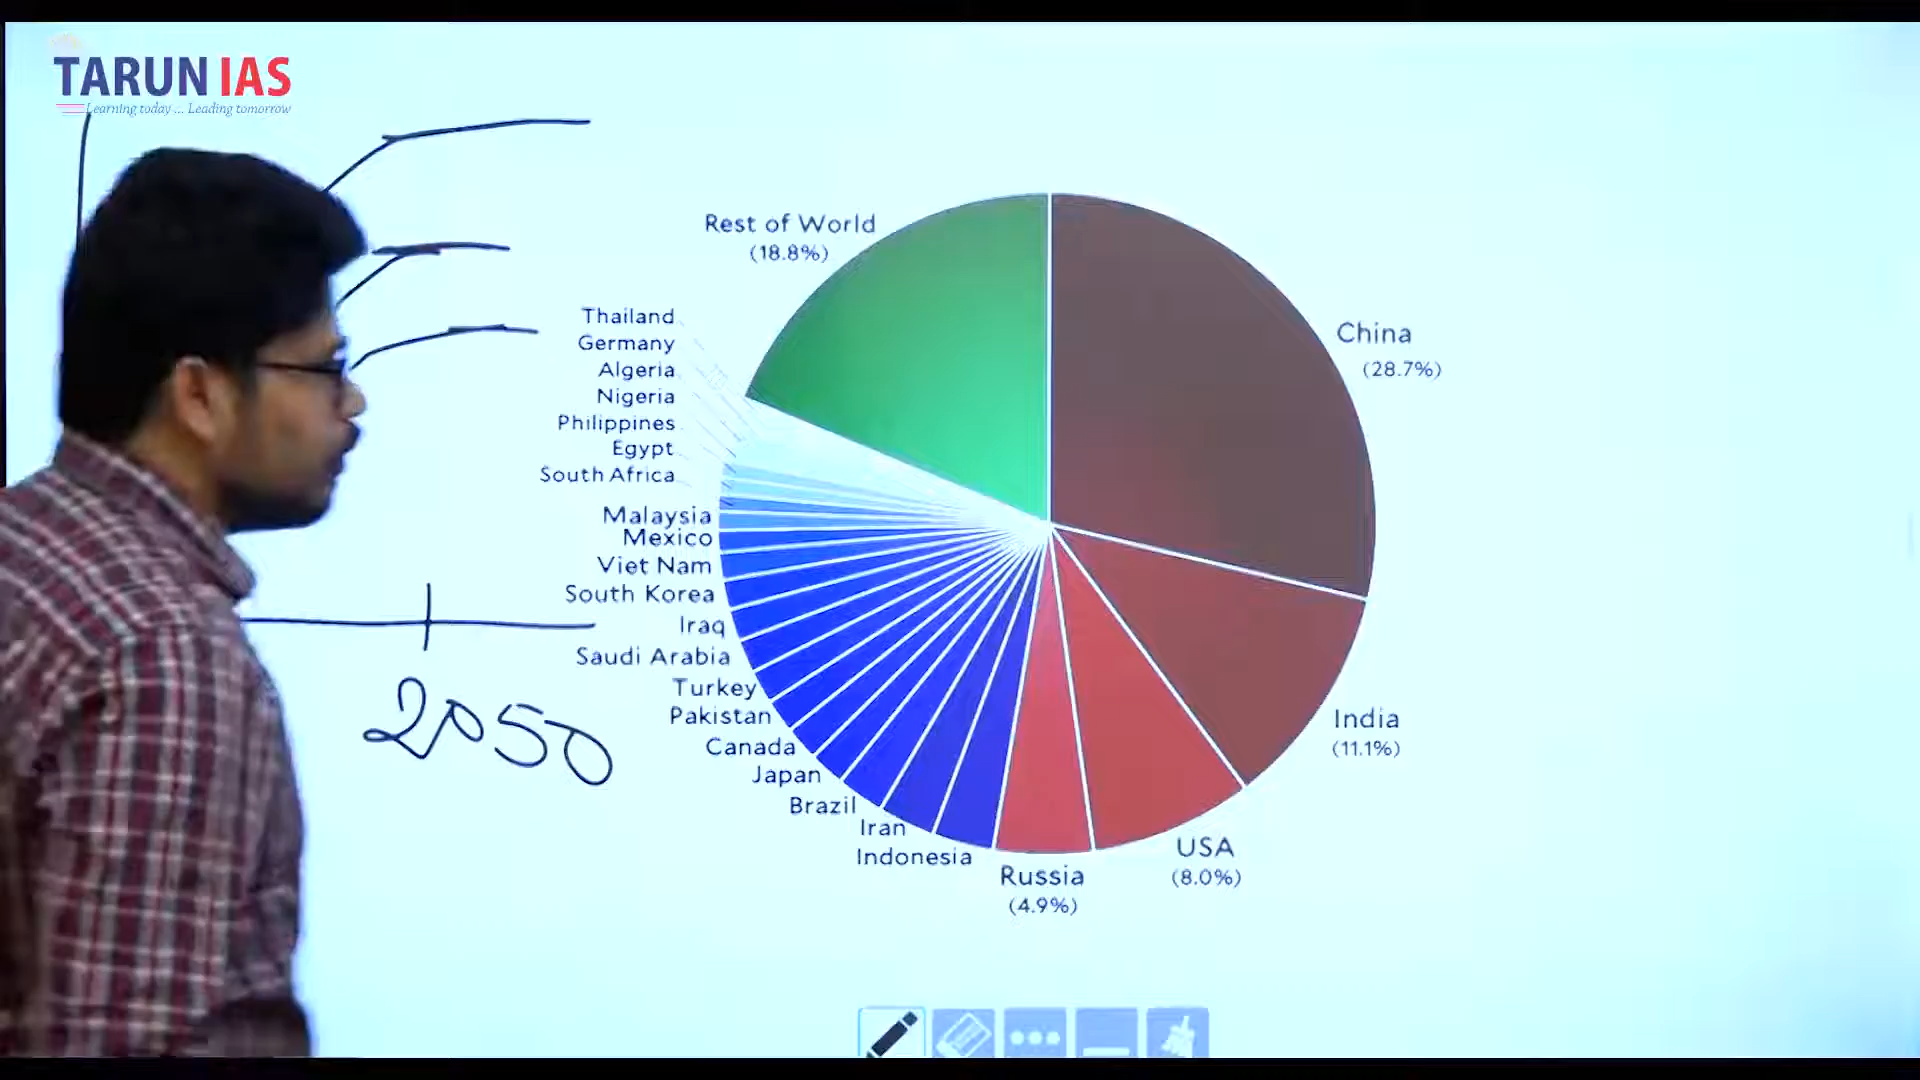 TARUN IAS
Learning today ... Leading tomorrow
Rest of World
(18.8%)
Thailand
Germany
Algeria
Nigeria
Philippines
Egypt
South Africa
Malaysia
Mexico
Viet Nam
South Korea
Iraq
Saudi Arabia
Turkey
Pakistan
Canada
Japan
Brazil
Iran
Indonesia
Russia
(4.9%)
USA
(8.0%)
India
(11.1%)
China
(28.7%)
2050